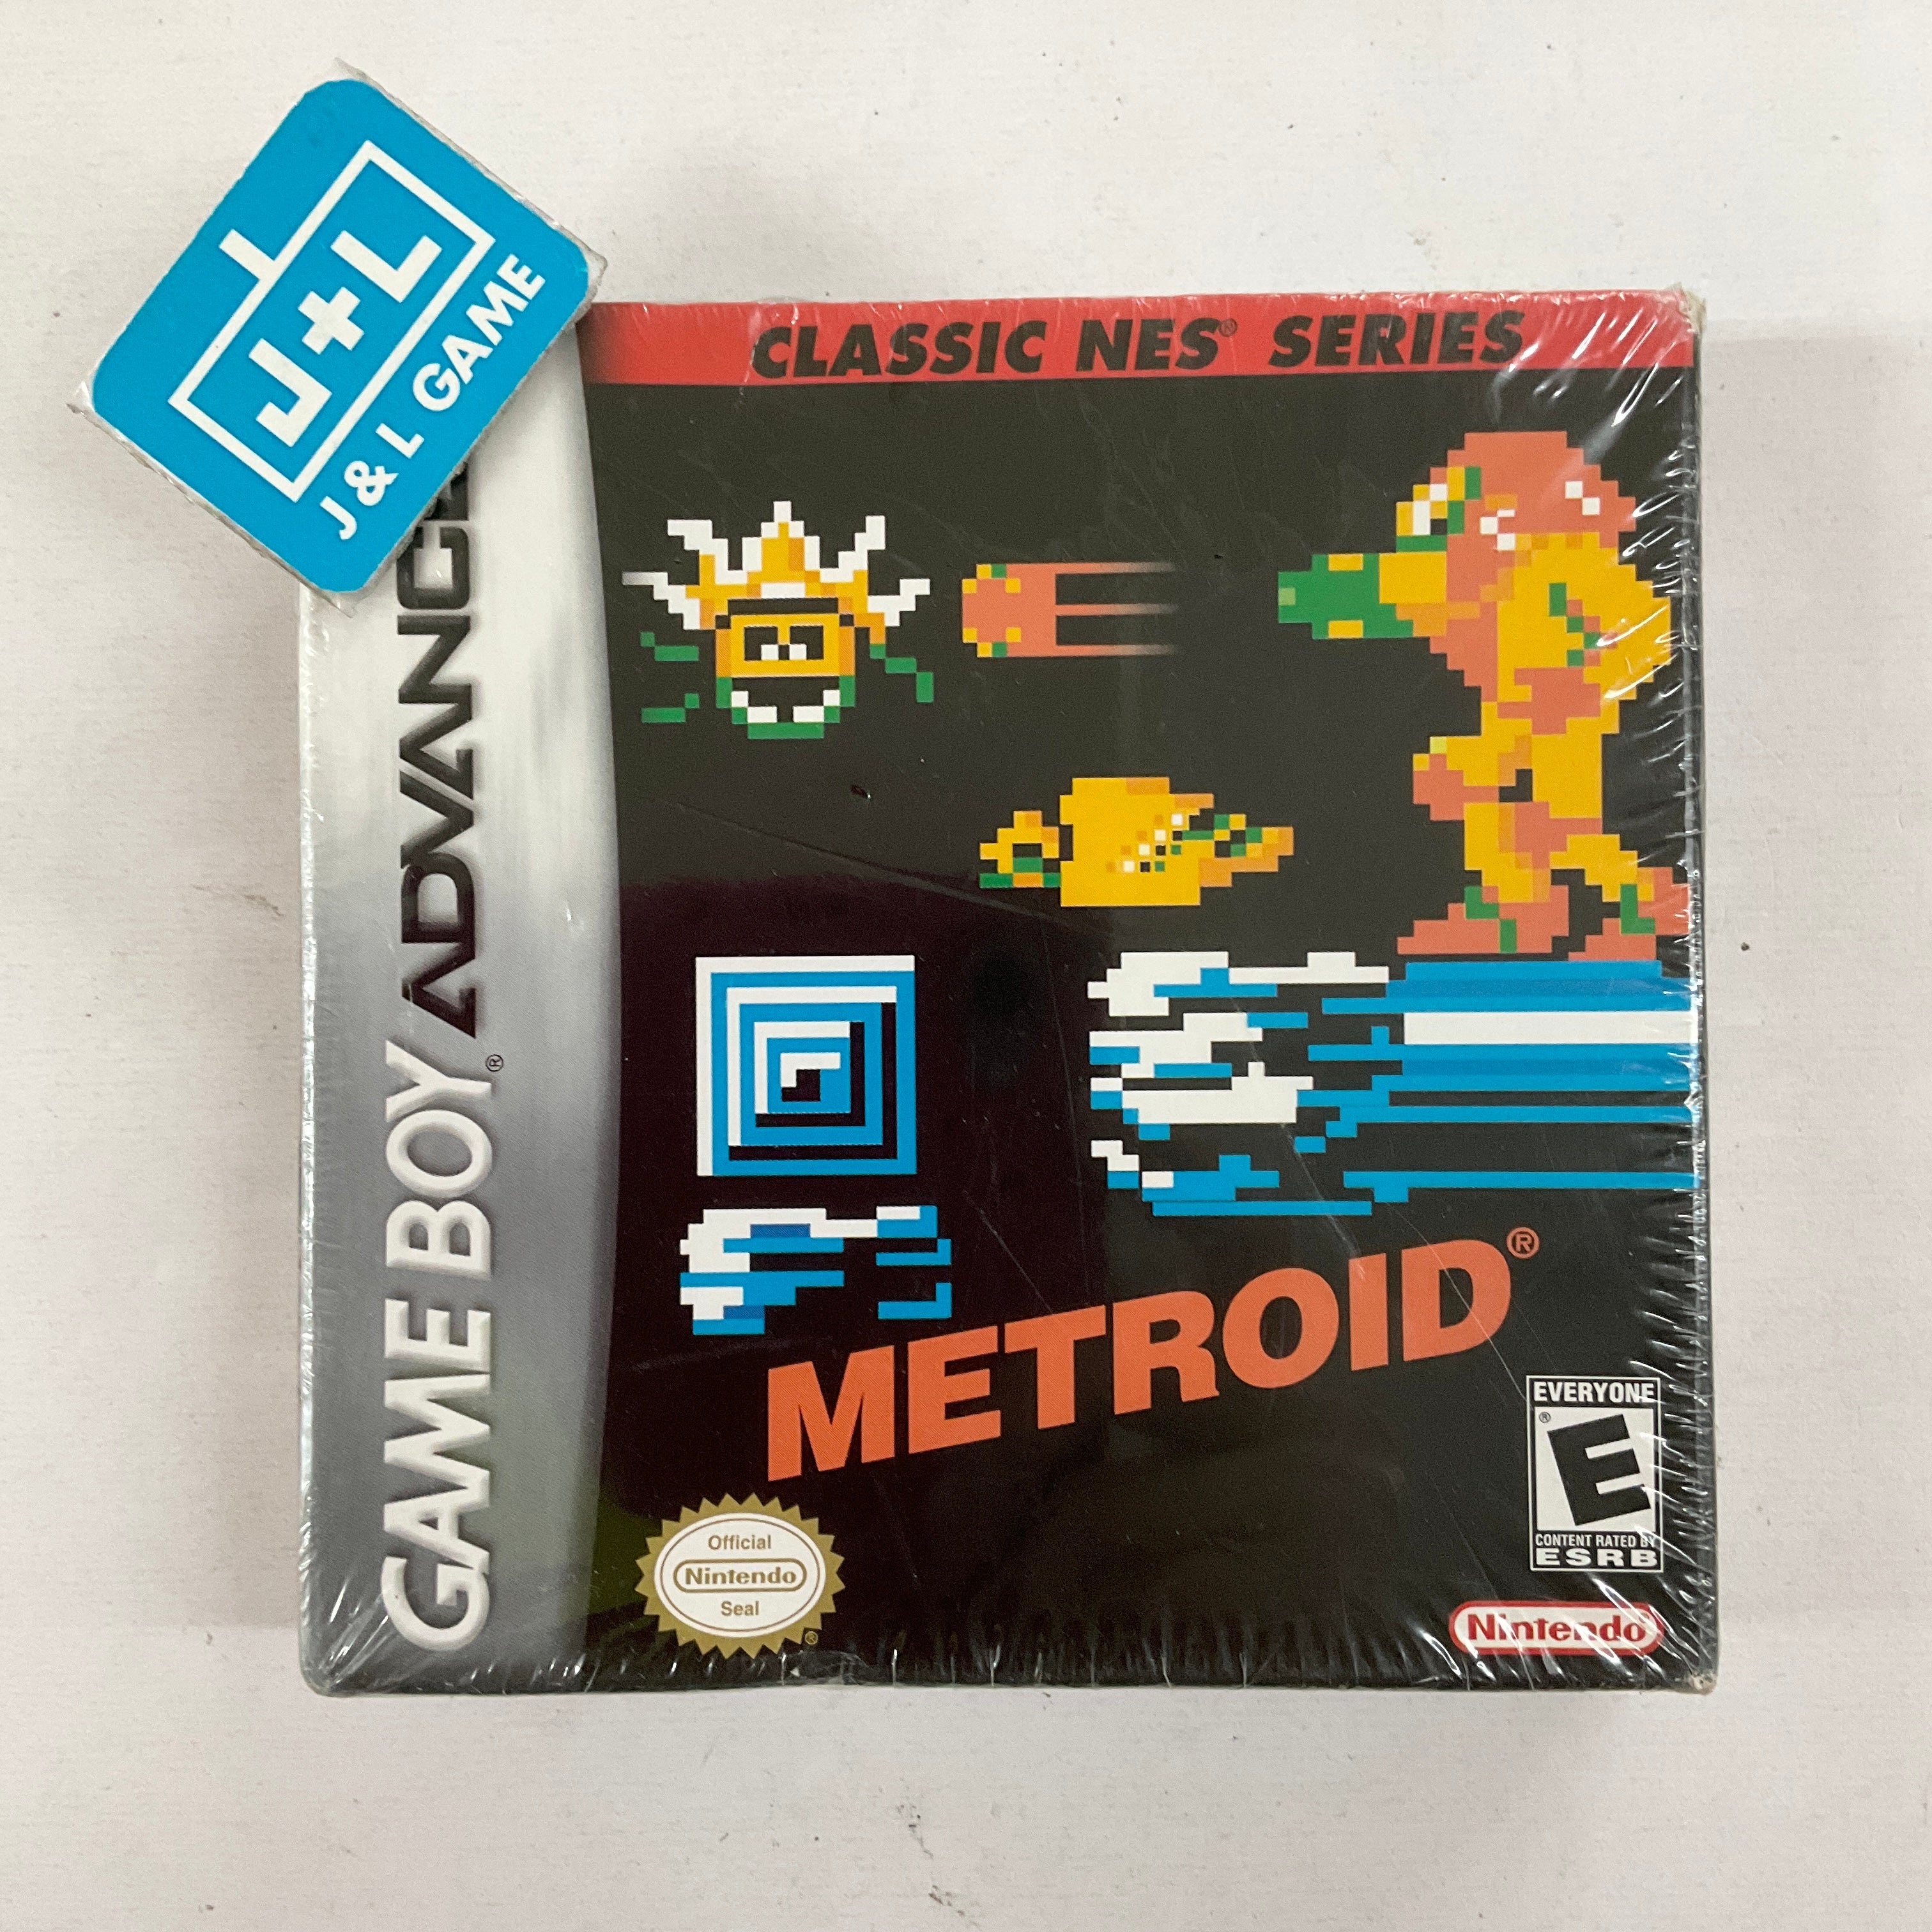 J+L
J & L GAME
CLASSIC NES® SERIES
GAME BOY® ADVANCE
METROID®
EVERYONE
E®
CONTENT RATED BY
ESRB
Official
Nintendo
Seal
®
Nintendo®